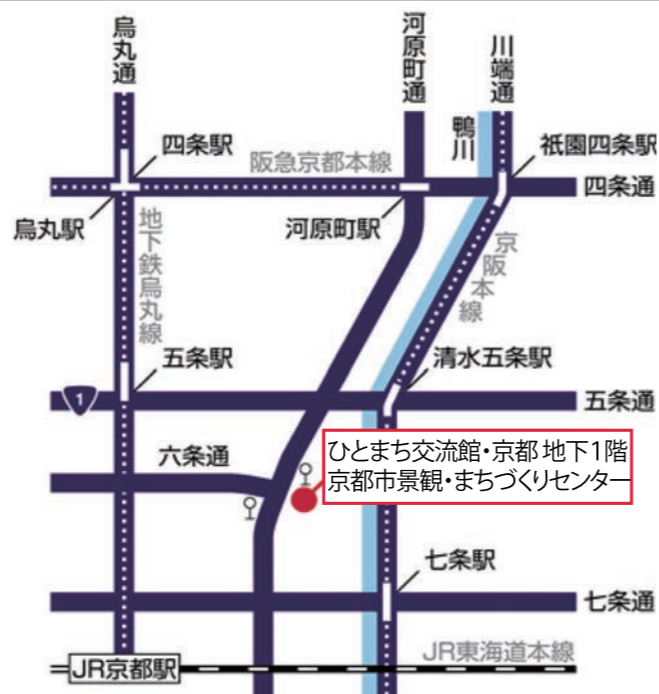 烏丸通
河原町通
川端通
鴨川
四条駅
阪急京都本線
祇園四条駅
四条通
烏丸駅
河原町駅
地下鉄烏丸線
京阪本線
五条駅
清水五条駅
1
五条通
六条通
ひとまち交流館・京都 地下1階
京都市景観・まちづくりセンター
七条駅
七条通
JR東海道本線
JR京都駅